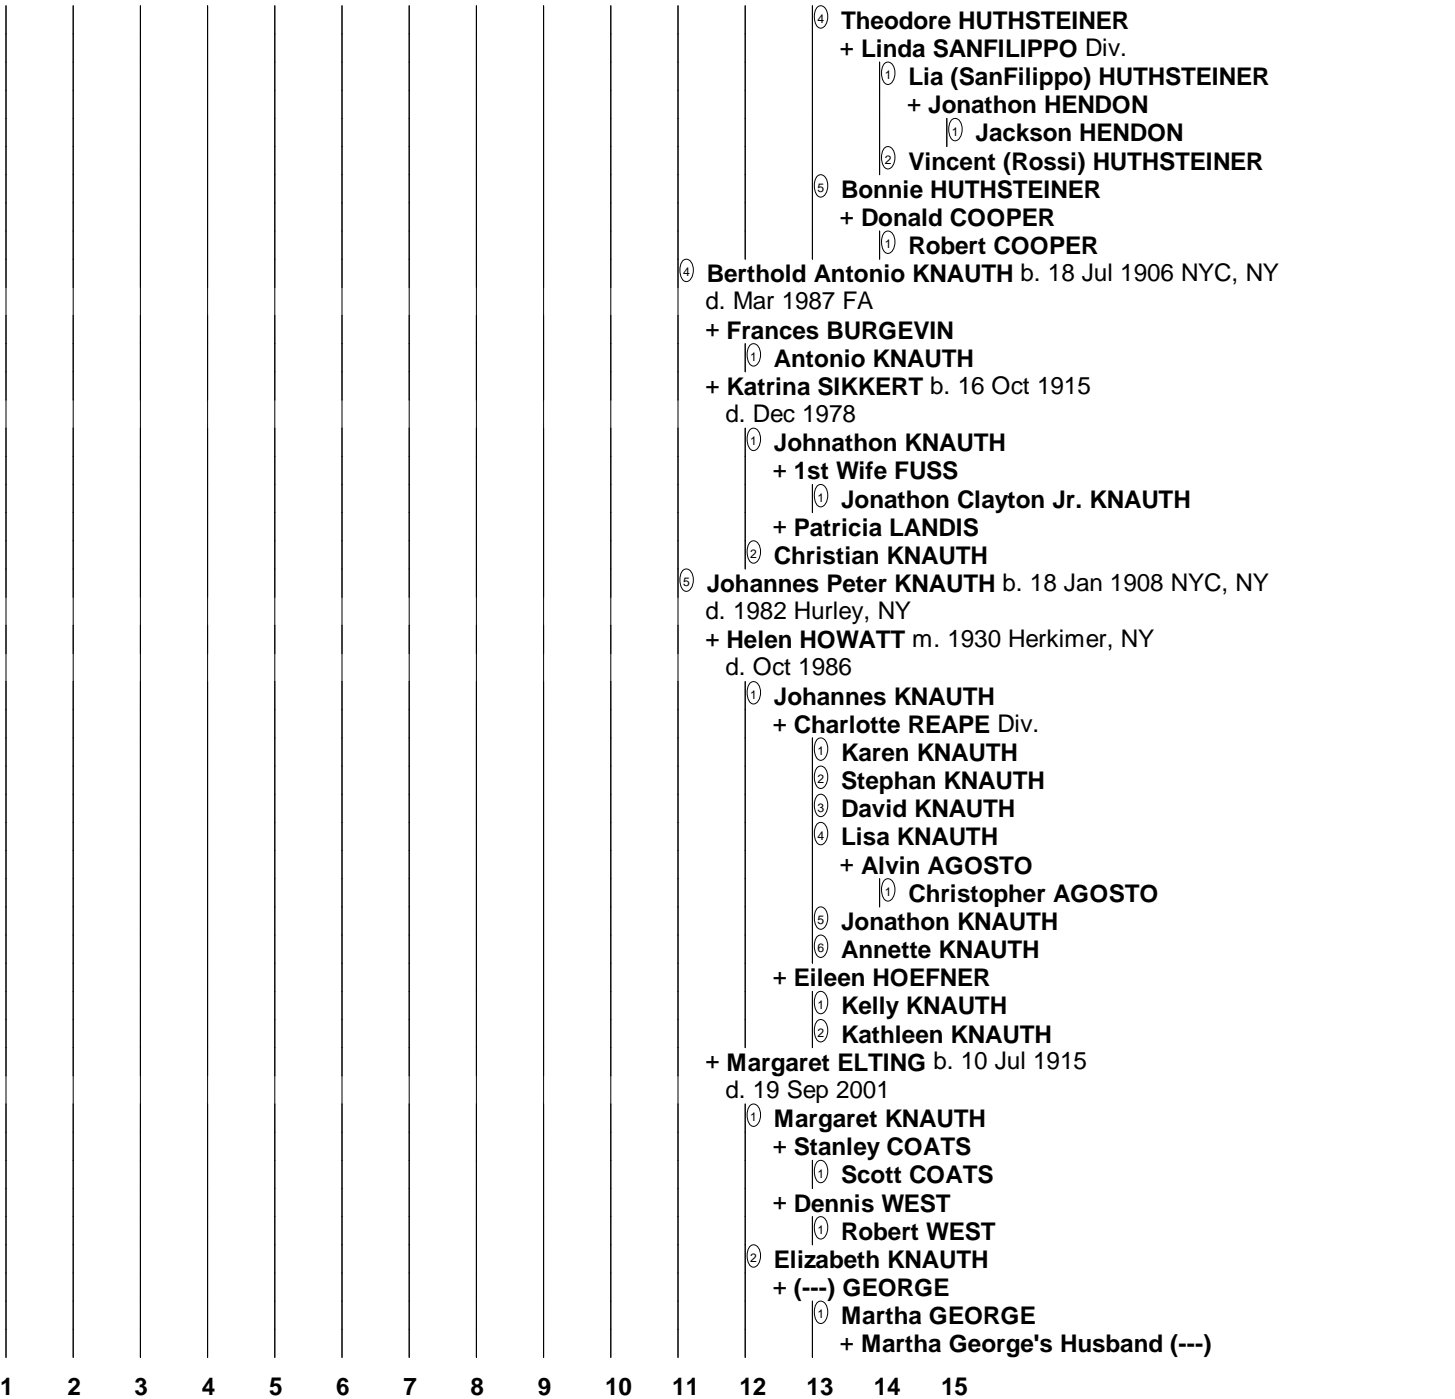 ④ Theodore HUTHSTEINER
+ Linda SANFILIPPO Div.
① Lia (SanFilippo) HUTHSTEINER
+ Jonathon HENDON
① Jackson HENDON
② Vincent (Rossi) HUTHSTEINER
⑤ Bonnie HUTHSTEINER
+ Donald COOPER
① Robert COOPER
④ Berthold Antonio KNAUTH b. 18 Jul 1906 NYC, NY
d. Mar 1987 FA
+ Frances BURGEVIN
① Antonio KNAUTH
+ Katrina SIKKERT b. 16 Oct 1915
d. Dec 1978
① Johnathon KNAUTH
+ 1st Wife FUSS
① Jonathon Clayton Jr. KNAUTH
+ Patricia LANDIS
② Christian KNAUTH
⑤ Johannes Peter KNAUTH b. 18 Jan 1908 NYC, NY
d. 1982 Hurley, NY
+ Helen HOWATT m. 1930 Herkimer, NY
d. Oct 1986
① Johannes KNAUTH
+ Charlotte REAPE Div.
① Karen KNAUTH
② Stephan KNAUTH
③ David KNAUTH
④ Lisa KNAUTH
+ Alvin AGOSTO
① Christopher AGOSTO
⑤ Jonathon KNAUTH
⑥ Annette KNAUTH
+ Eileen HOEFNER
① Kelly KNAUTH
② Kathleen KNAUTH
+ Margaret ELTING b. 10 Jul 1915
d. 19 Sep 2001
① Margaret KNAUTH
+ Stanley COATS
① Scott COATS
+ Dennis WEST
① Robert WEST
② Elizabeth KNAUTH
+ (---) GEORGE
① Martha GEORGE
+ Martha George's Husband (---)
1 2 3 4 5 6 7 8 9 10 11 12 13 14 15